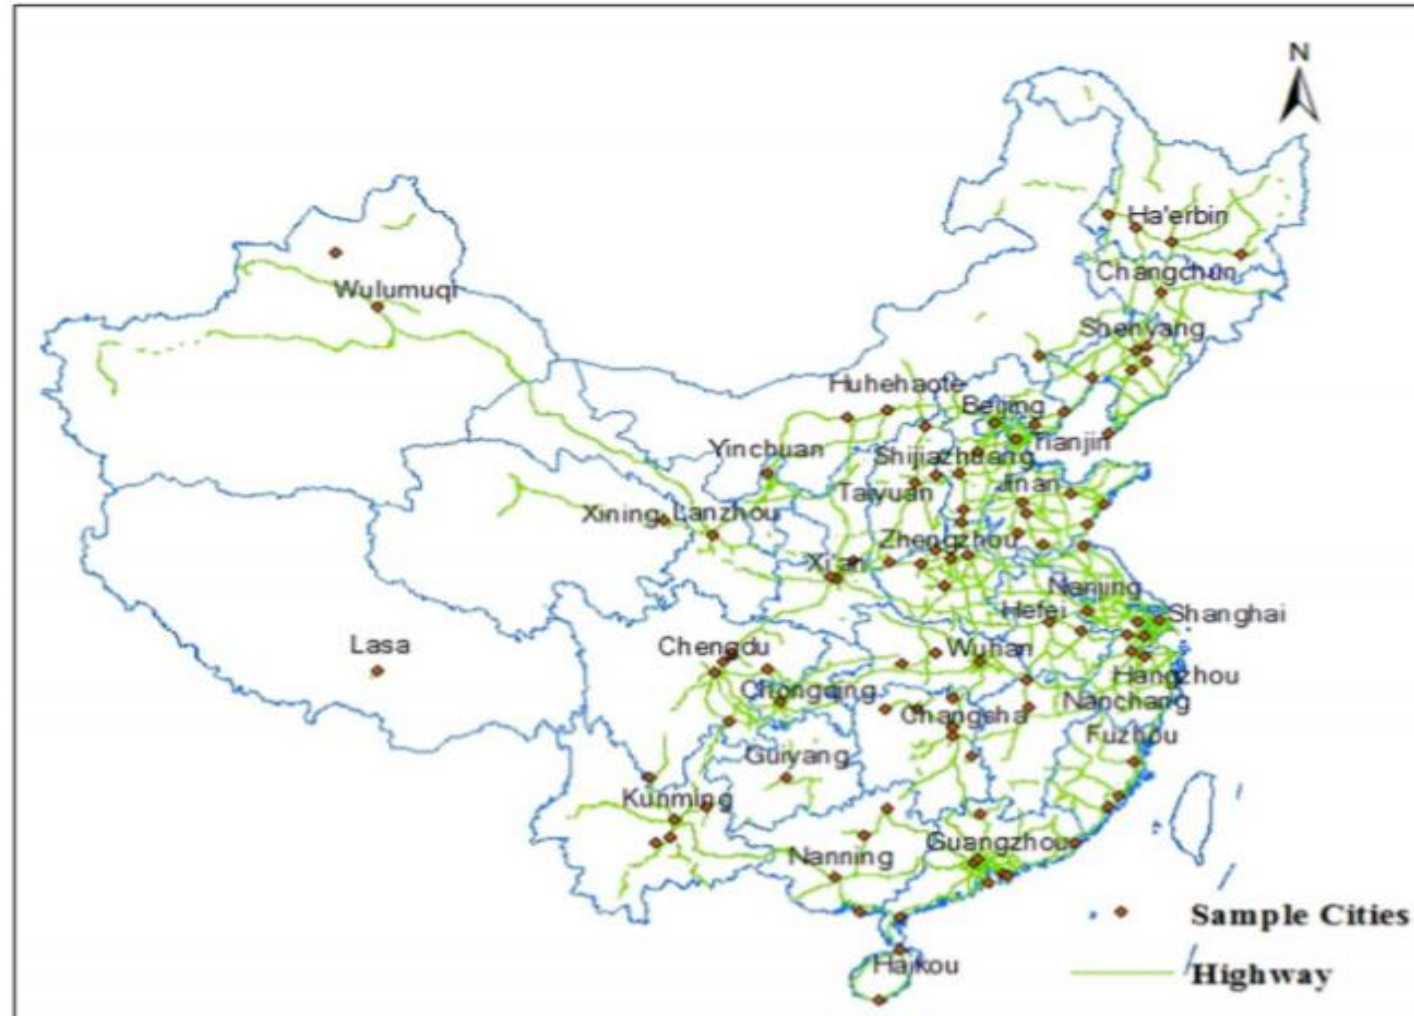 N
Ha'erbin
Changchun
Wulumuqi
Shenyang
Huhehaote
Beijing
Tianjin
Yinchuan
Shijiazhuang
Taiyuan
Jinan
Xining
Lanzhou
Zhengzhou
Xi'an
Nanjing
Hefei
Shanghai
Lasa
Chengdu
Wuhan
Hangzhou
Chongqing
Nanchang
Changsha
Fuzhou
Guiyang
Kunming
Guangzhou
Nanning
Sample Cities
Haikou
Highway